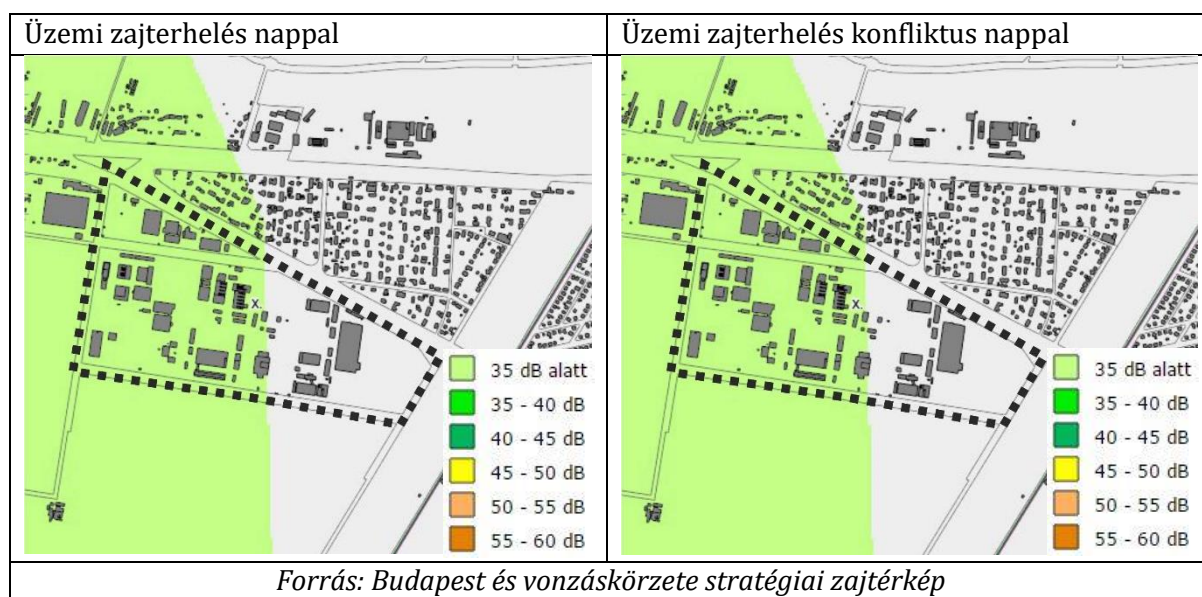 Üzemi zajterhelés nappal
Üzemi zajterhelés konfliktus nappal
X.
35 dB alatt
35 - 40 dB
40 - 45 dB
45 - 50 dB
50 - 55 dB
55 - 60 dB
X.
35 dB alatt
35 - 40 dB
40 - 45 dB
45 - 50 dB
50 - 55 dB
55 - 60 dB
Forrás: Budapest és vonzáskörzete stratégiai zajtérkép